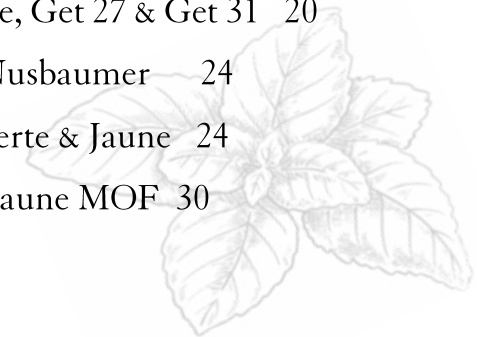 e, Get 27 & Get 31 20
Nusbaumer 24
erte & Jaune 24
aune MOF 30